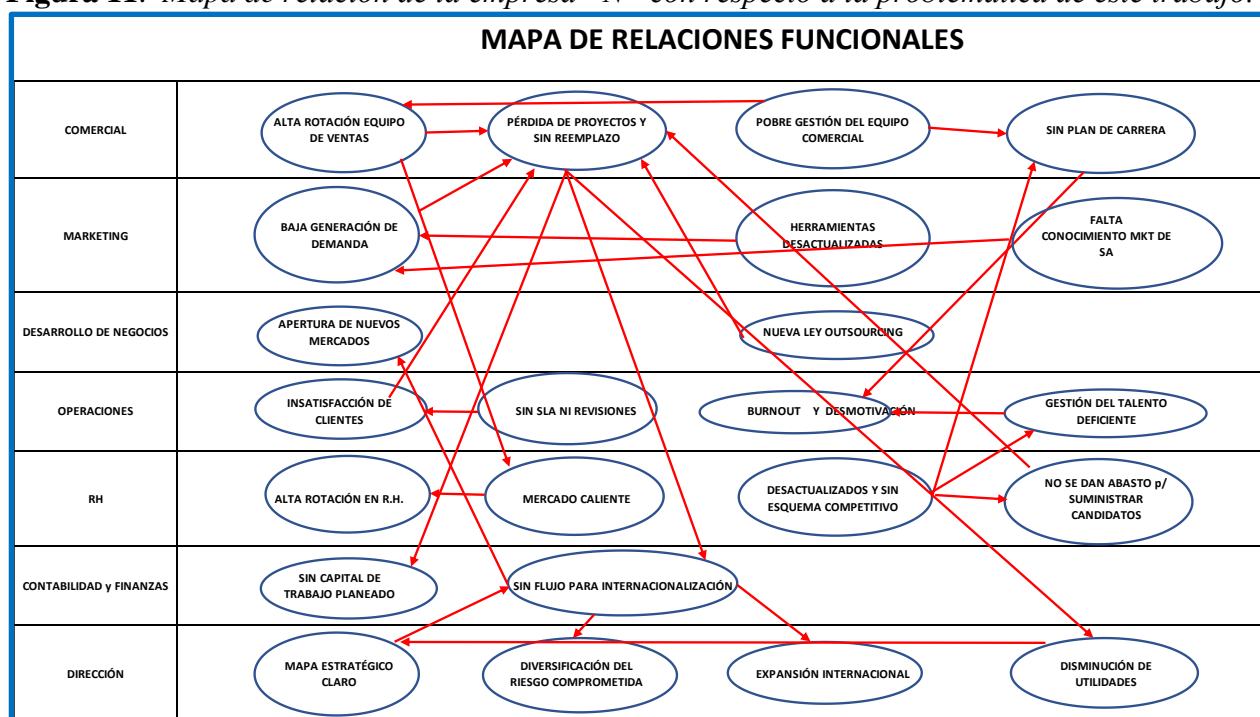 Figura 11. Mapa de relación de la empresa "N" con respecto a la problemática de este trabajo.
MAPA DE RELACIONES FUNCIONALES
COMERCIAL
ALTA ROTACIÓN EQUIPO
DE VENTAS
PÉRDIDA DE PROYECTOS Y
SIN REEMPLAZO
POBRE GESTIÓN DEL EQUIPO
COMERCIAL
SIN PLAN DE CARRERA
MARKETING
BAJA GENERACIÓN DE
DEMANDA
HERRAMIENTAS
DESACTUALIZADAS
FALTA
CONOCIMIENTO MKT DE
SA
DESARROLLO DE NEGOCIOS
APERTURA DE NUEVOS
MERCADOS
NUEVA LEY OUTSOURCING
OPERACIONES
INSATISFACCIÓN DE
CLIENTES
SIN SLA NI REVISIONES
BURNOUT Y DESMOTIVACIÓN
GESTIÓN DEL TALENTO
DEFICIENTE
RH
ALTA ROTACIÓN EN R.H.
MERCADO CALIENTE
DESACTUALIZADOS Y SIN
ESQUEMA COMPETITIVO
NO SE DAN ABASTO p/
SUMINISTRAR
CANDIDATOS
CONTABILIDAD y FINANZAS
SIN CAPITAL DE
TRABAJO PLANEADO
SIN FLUJO PARA INTERNACIONALIZACIÓN
DIRECCIÓN
MAPA ESTRATÉGICO
CLARO
DIVERSIFICACIÓN DEL
RIESGO COMPROMETIDA
EXPANSIÓN INTERNACIONAL
DISMINUCIÓN DE
UTILIDADES